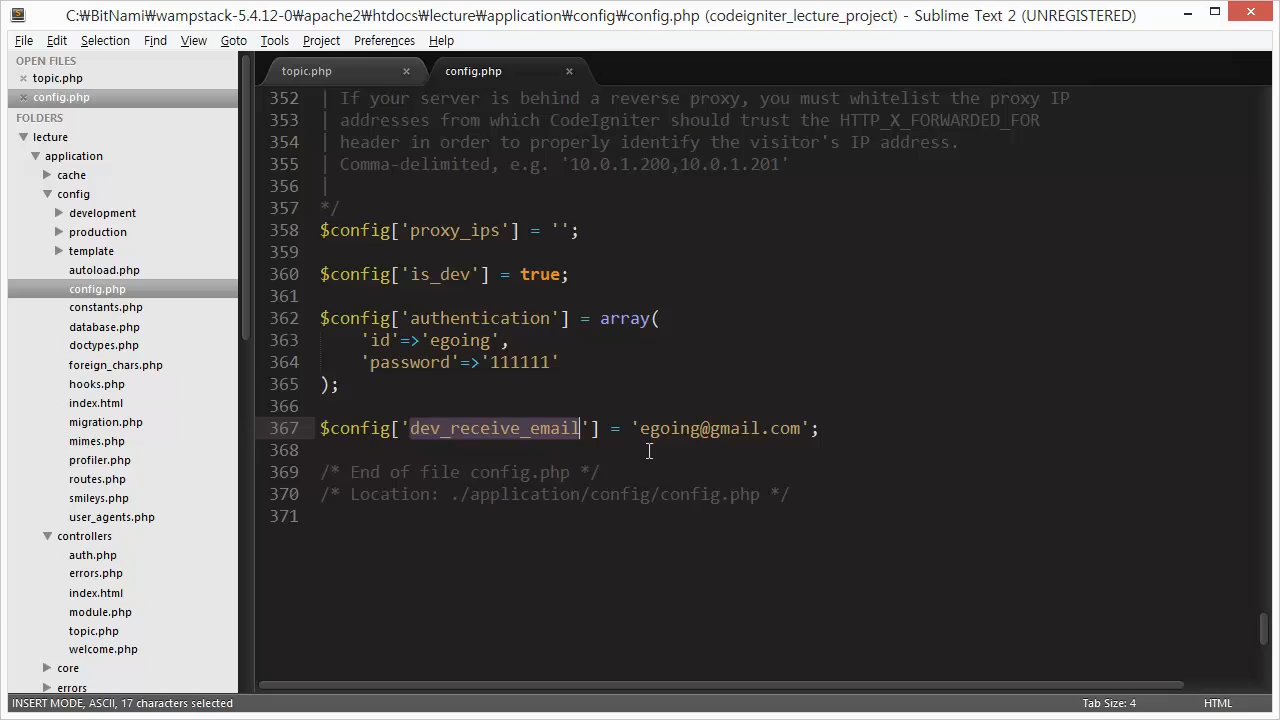 C:₩BitNami₩wampstack-5.4.12-0₩apache2₩htdocs₩lecture₩application₩config₩config.php (codeigniter_lecture_project) - Sublime Text 2 (UNREGISTERED)
File Edit Selection Find View Goto Tools Project Preferences Help
OPEN FILES
topic.php
config.php
FOLDERS
lecture
application
cache
config
development
production
template
autoload.php
config.php
constants.php
database.php
doctypes.php
foreign_chars.php
hooks.php
index.html
migration.php
mimes.php
profiler.php
routes.php
smileys.php
user_agents.php
controllers
auth.php
errors.php
index.html
module.php
topic.php
welcome.php
core
errors
topic.php config.php
352 | If your server is behind a reverse proxy, you must whitelist the proxy IP
353 | addresses from which CodeIgniter should trust the HTTP_X_FORWARDED_FOR
354 | header in order to properly identify the visitor's IP address.
355 | Comma-delimited, e.g. '10.0.1.200,10.0.1.201'
356 |
357 */
358 $config['proxy_ips'] = '';
359
360 $config['is_dev'] = true;
361
362 $config['authentication'] = array(
363 'id'=>'egoing',
364 'password'=>'111111'
365 );
366
367 $config['dev_receive_email'] = 'egoing@gmail.com';
368
369 /* End of file config.php */
370 /* Location: ./application/config/config.php */
371
INSERT MODE, ASCII, 17 characters selected Tab Size: 4 HTML